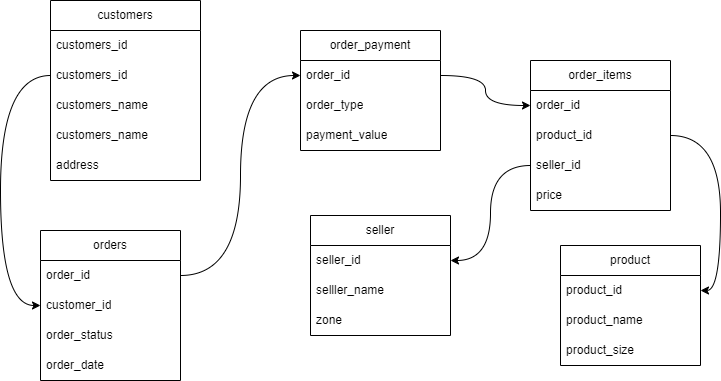 customers
customers_id
customers_id
customers_name
customers_name
address
order_payment
order_id
order_type
payment_value
order_items
order_id
product_id
seller_id
price
orders
order_id
customer_id
order_status
order_date
seller
seller_id
selller_name
zone
product
product_id
product_name
product_size